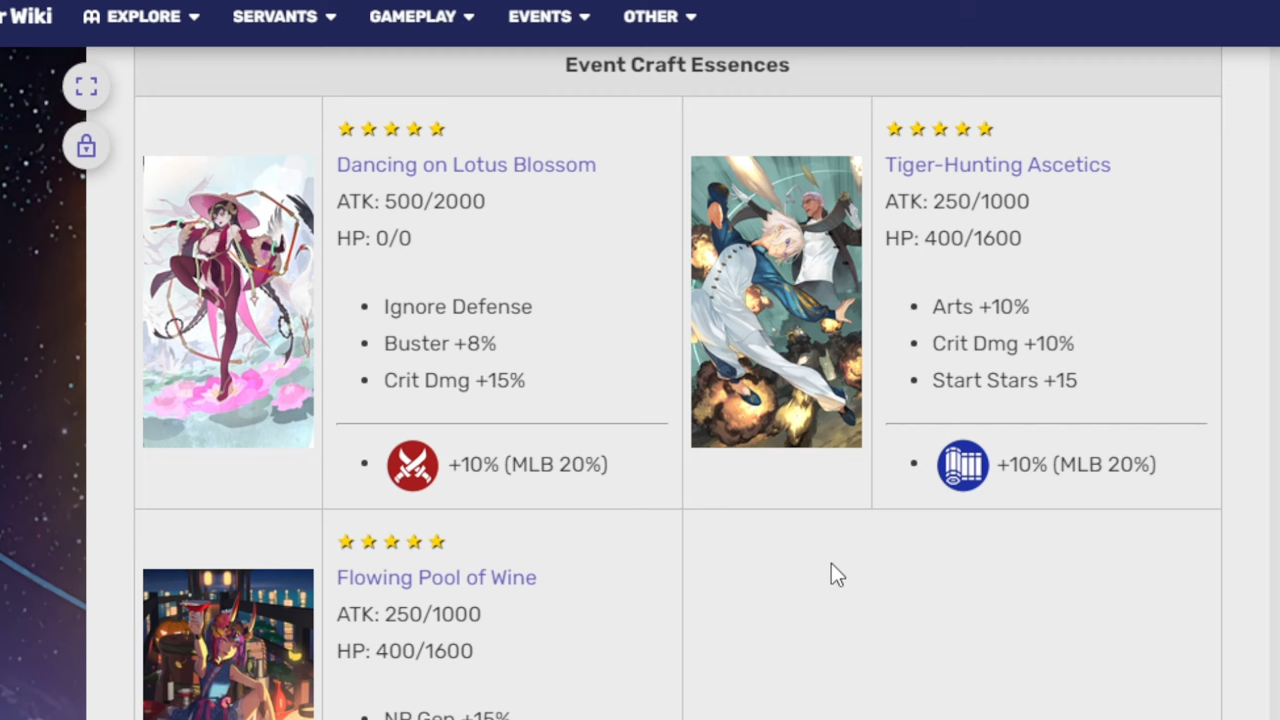 r Wiki
EXPLORE
SERVANTS
GAMEPLAY
EVENTS
OTHER
Event Craft Essences
Dancing on Lotus Blossom
ATK: 500/2000
HP: 0/0
• Ignore Defense
• Buster +8%
• Crit Dmg +15%
• +10% (MLB 20%)
Tiger-Hunting Ascetics
ATK: 250/1000
HP: 400/1600
• Arts +10%
• Crit Dmg +10%
• Start Stars +15
• +10% (MLB 20%)
Flowing Pool of Wine
ATK: 250/1000
HP: 400/1600
• NP Gen +15%